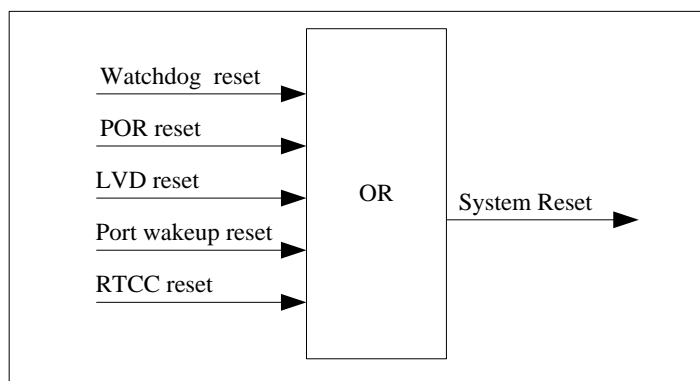 Watchdog reset
POR reset
LVD reset
Port wakeup reset
RTCC reset
OR
System Reset